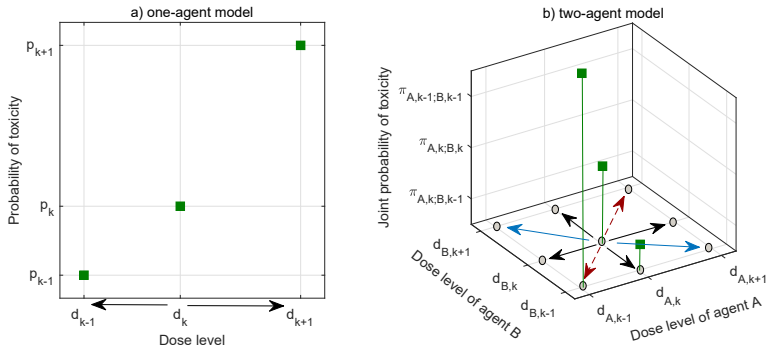 a) one-agent model
Probability of toxicity
p_{k+1}
p_k
p_{k-1}
d_{k-1}
d_k
d_{k+1}
Dose level
b) two-agent model
Joint probability of toxicity
π_{A,k-1;B,k-1}
π_{A,k;B,k}
π_{A,k;B,k-1}
d_{B,k+1}
d_{B,k}
d_{B,k-1}
Dose level of agent B
d_{A,k-1}
d_{A,k}
d_{A,k+1}
Dose level of agent A